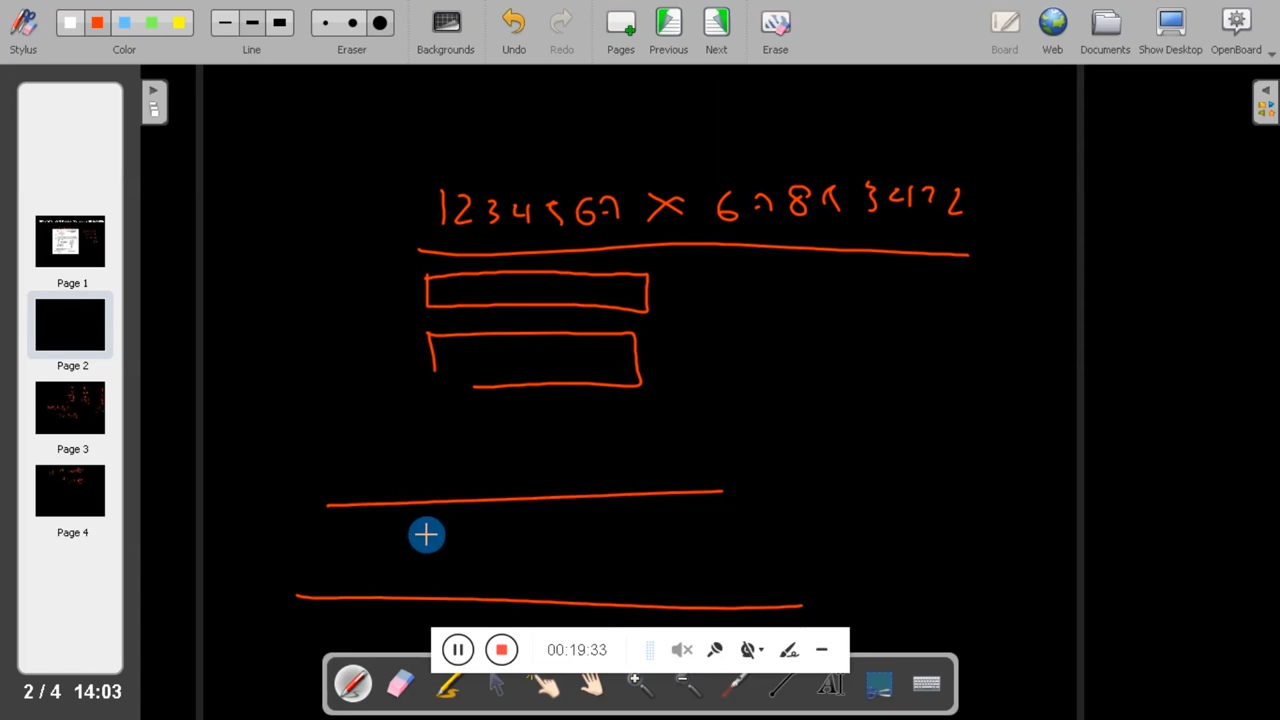 Stylus
Color
Line
Eraser
Backgrounds
Undo
Redo
Pages
Previous
Next
Erase
Board
Web
Documents
Show Desktop
OpenBoard
1234567 × 6
Page 1
Page 2
Page 3
Page 4
00:19:33
2 / 4 14:03